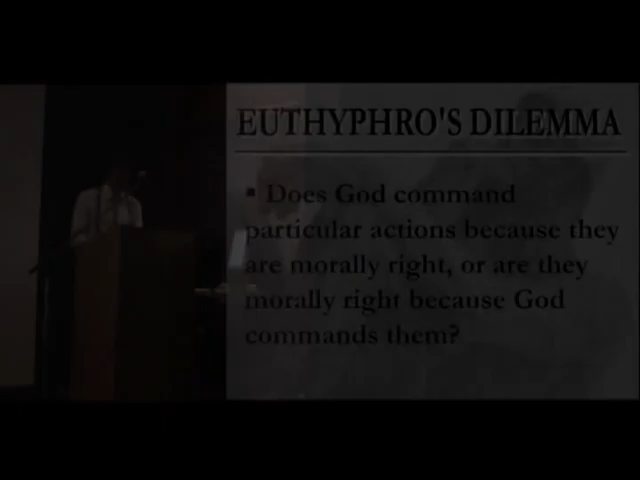 EUTHYPHRO'S DILEMMA
▪ Does God command
particular actions because they
are morally right, or are they
morally right because God
commands them?